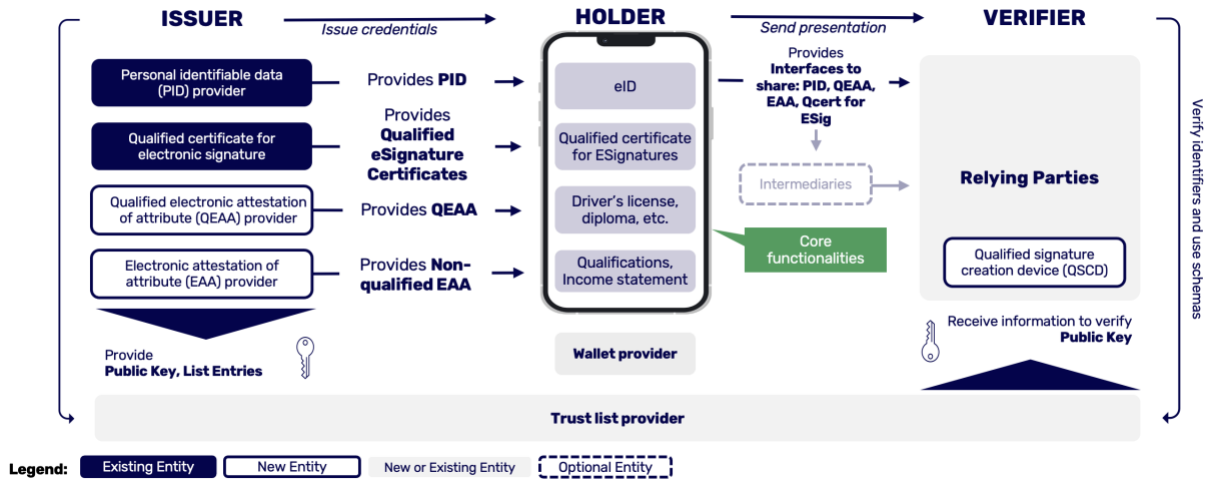 ISSUER
Issue credentials
HOLDER
Send presentation
VERIFIER
Personal identifiable data
(PID) provider
Provides PID
eID
Provides
Interfaces to
share: PID, QEAA,
EAA, Qcert for
ESig
Qualified certificate for
electronic signature
Provides
Qualified
eSignature
Certificates
Qualified certificate
for ESignatures
Intermediaries
Relying Parties
Qualified electronic attestation
of attribute (QEAA) provider
Provides QEAA
Driver's license,
diploma, etc.
Core
functionalities
Electronic attestation of
attribute (EAA) provider
Provides Non-
qualified EAA
Qualifications,
Income statement
Qualified signature
creation device (QSCD)
Verify identifiers and use schemas
Provide
Public Key, List Entries
Wallet provider
Receive information to verify
Public Key
Trust list provider
Legend:
Existing Entity
New Entity
New or Existing Entity
Optional Entity